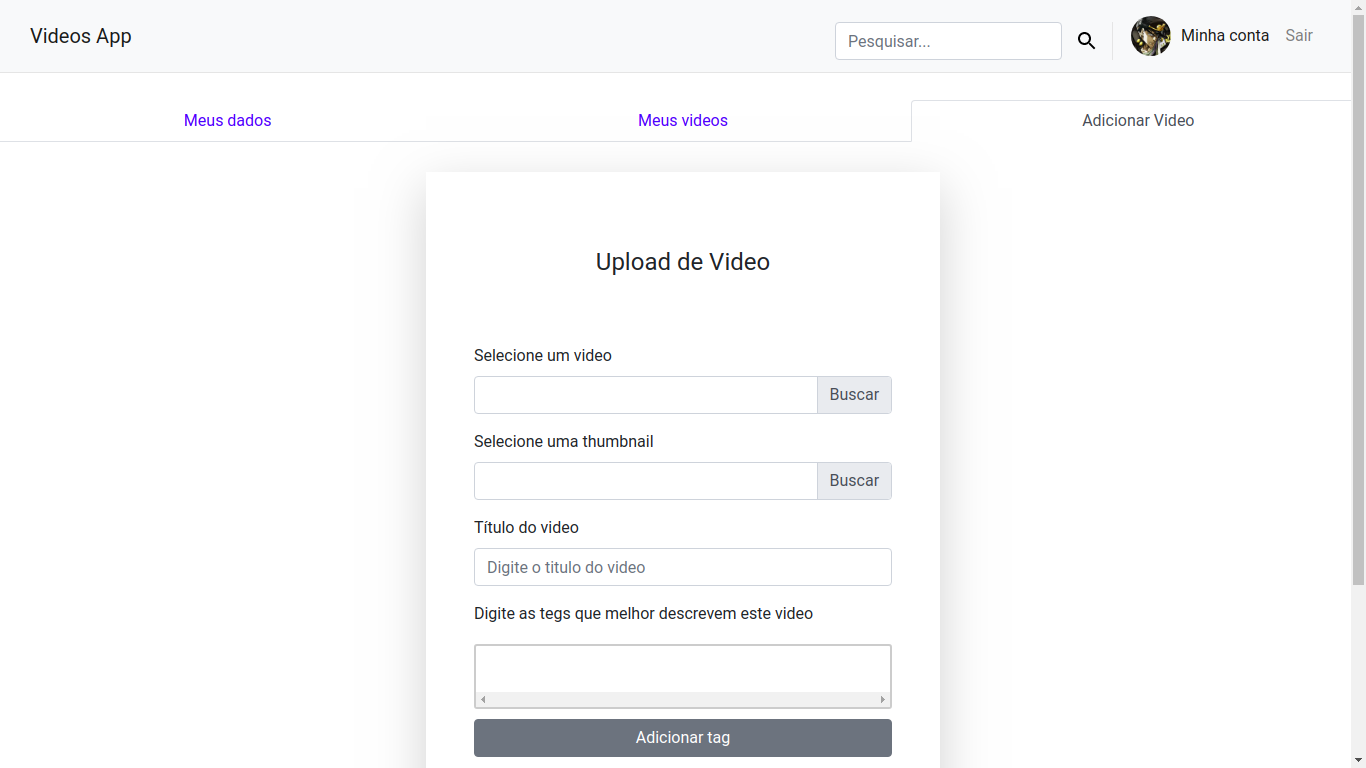 Videos App
Pesquisar...
Minha conta
Sair
Meus dados
Meus videos
Adicionar Video
Upload de Video
Selecione um video
Buscar
Selecione uma thumbnail
Buscar
Título do video
Digite o titulo do video
Digite as tegs que melhor descrevem este video
Adicionar tag